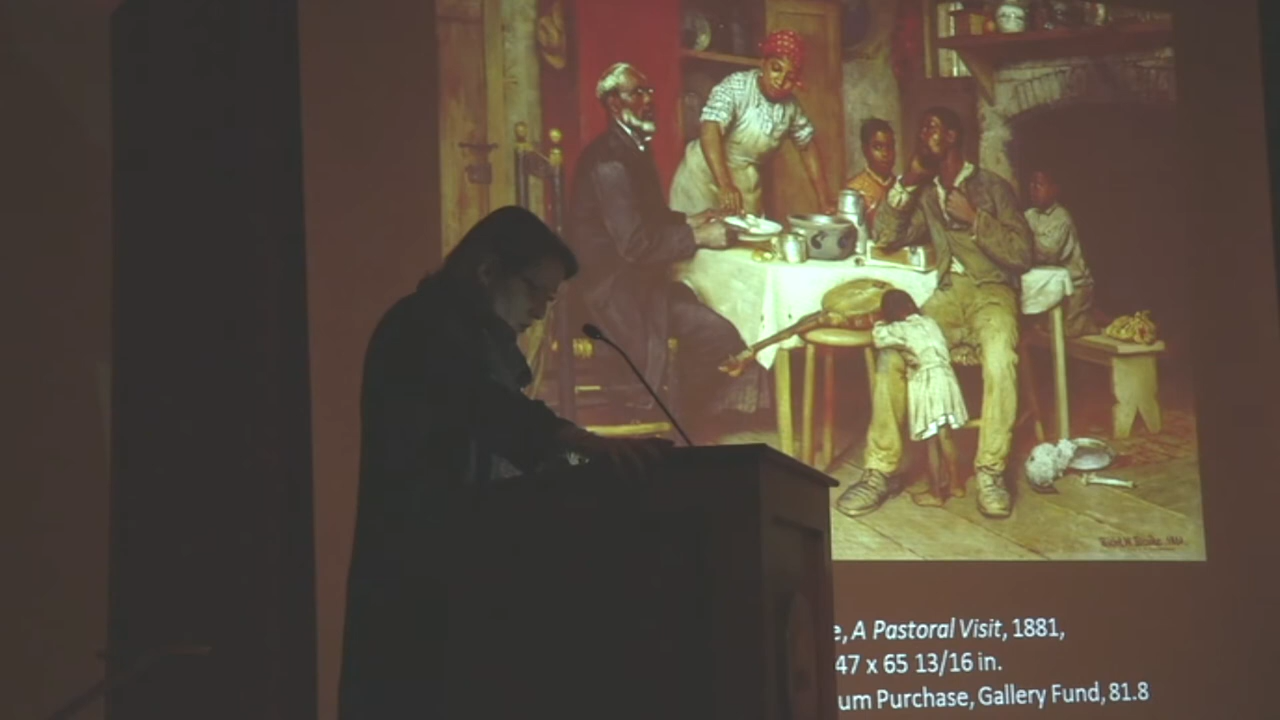 e, A Pastoral Visit, 1881,
47 x 65 13/16 in.
um Purchase, Gallery Fund, 81.8